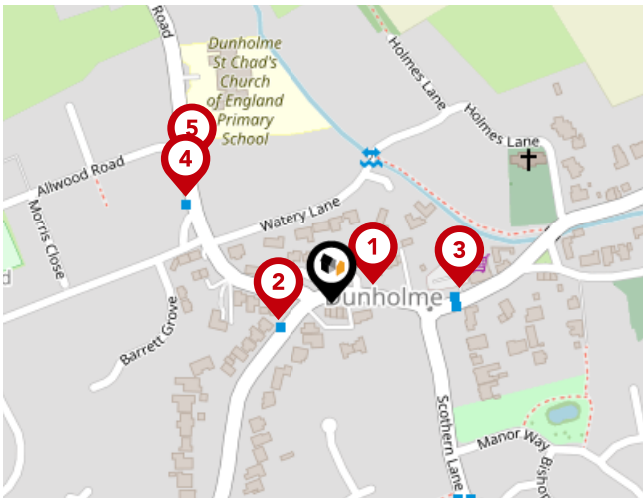 Road
Dunholme
St Chad's
Church
of England
Primary
School
Holmes Lane
Holmes Lane
5
4
Allwood Road
Morris Close
Watery Lane
1
3
2
d
Dunholme
Barrett Grove
Scothern Lane
Manor Way
Bisho